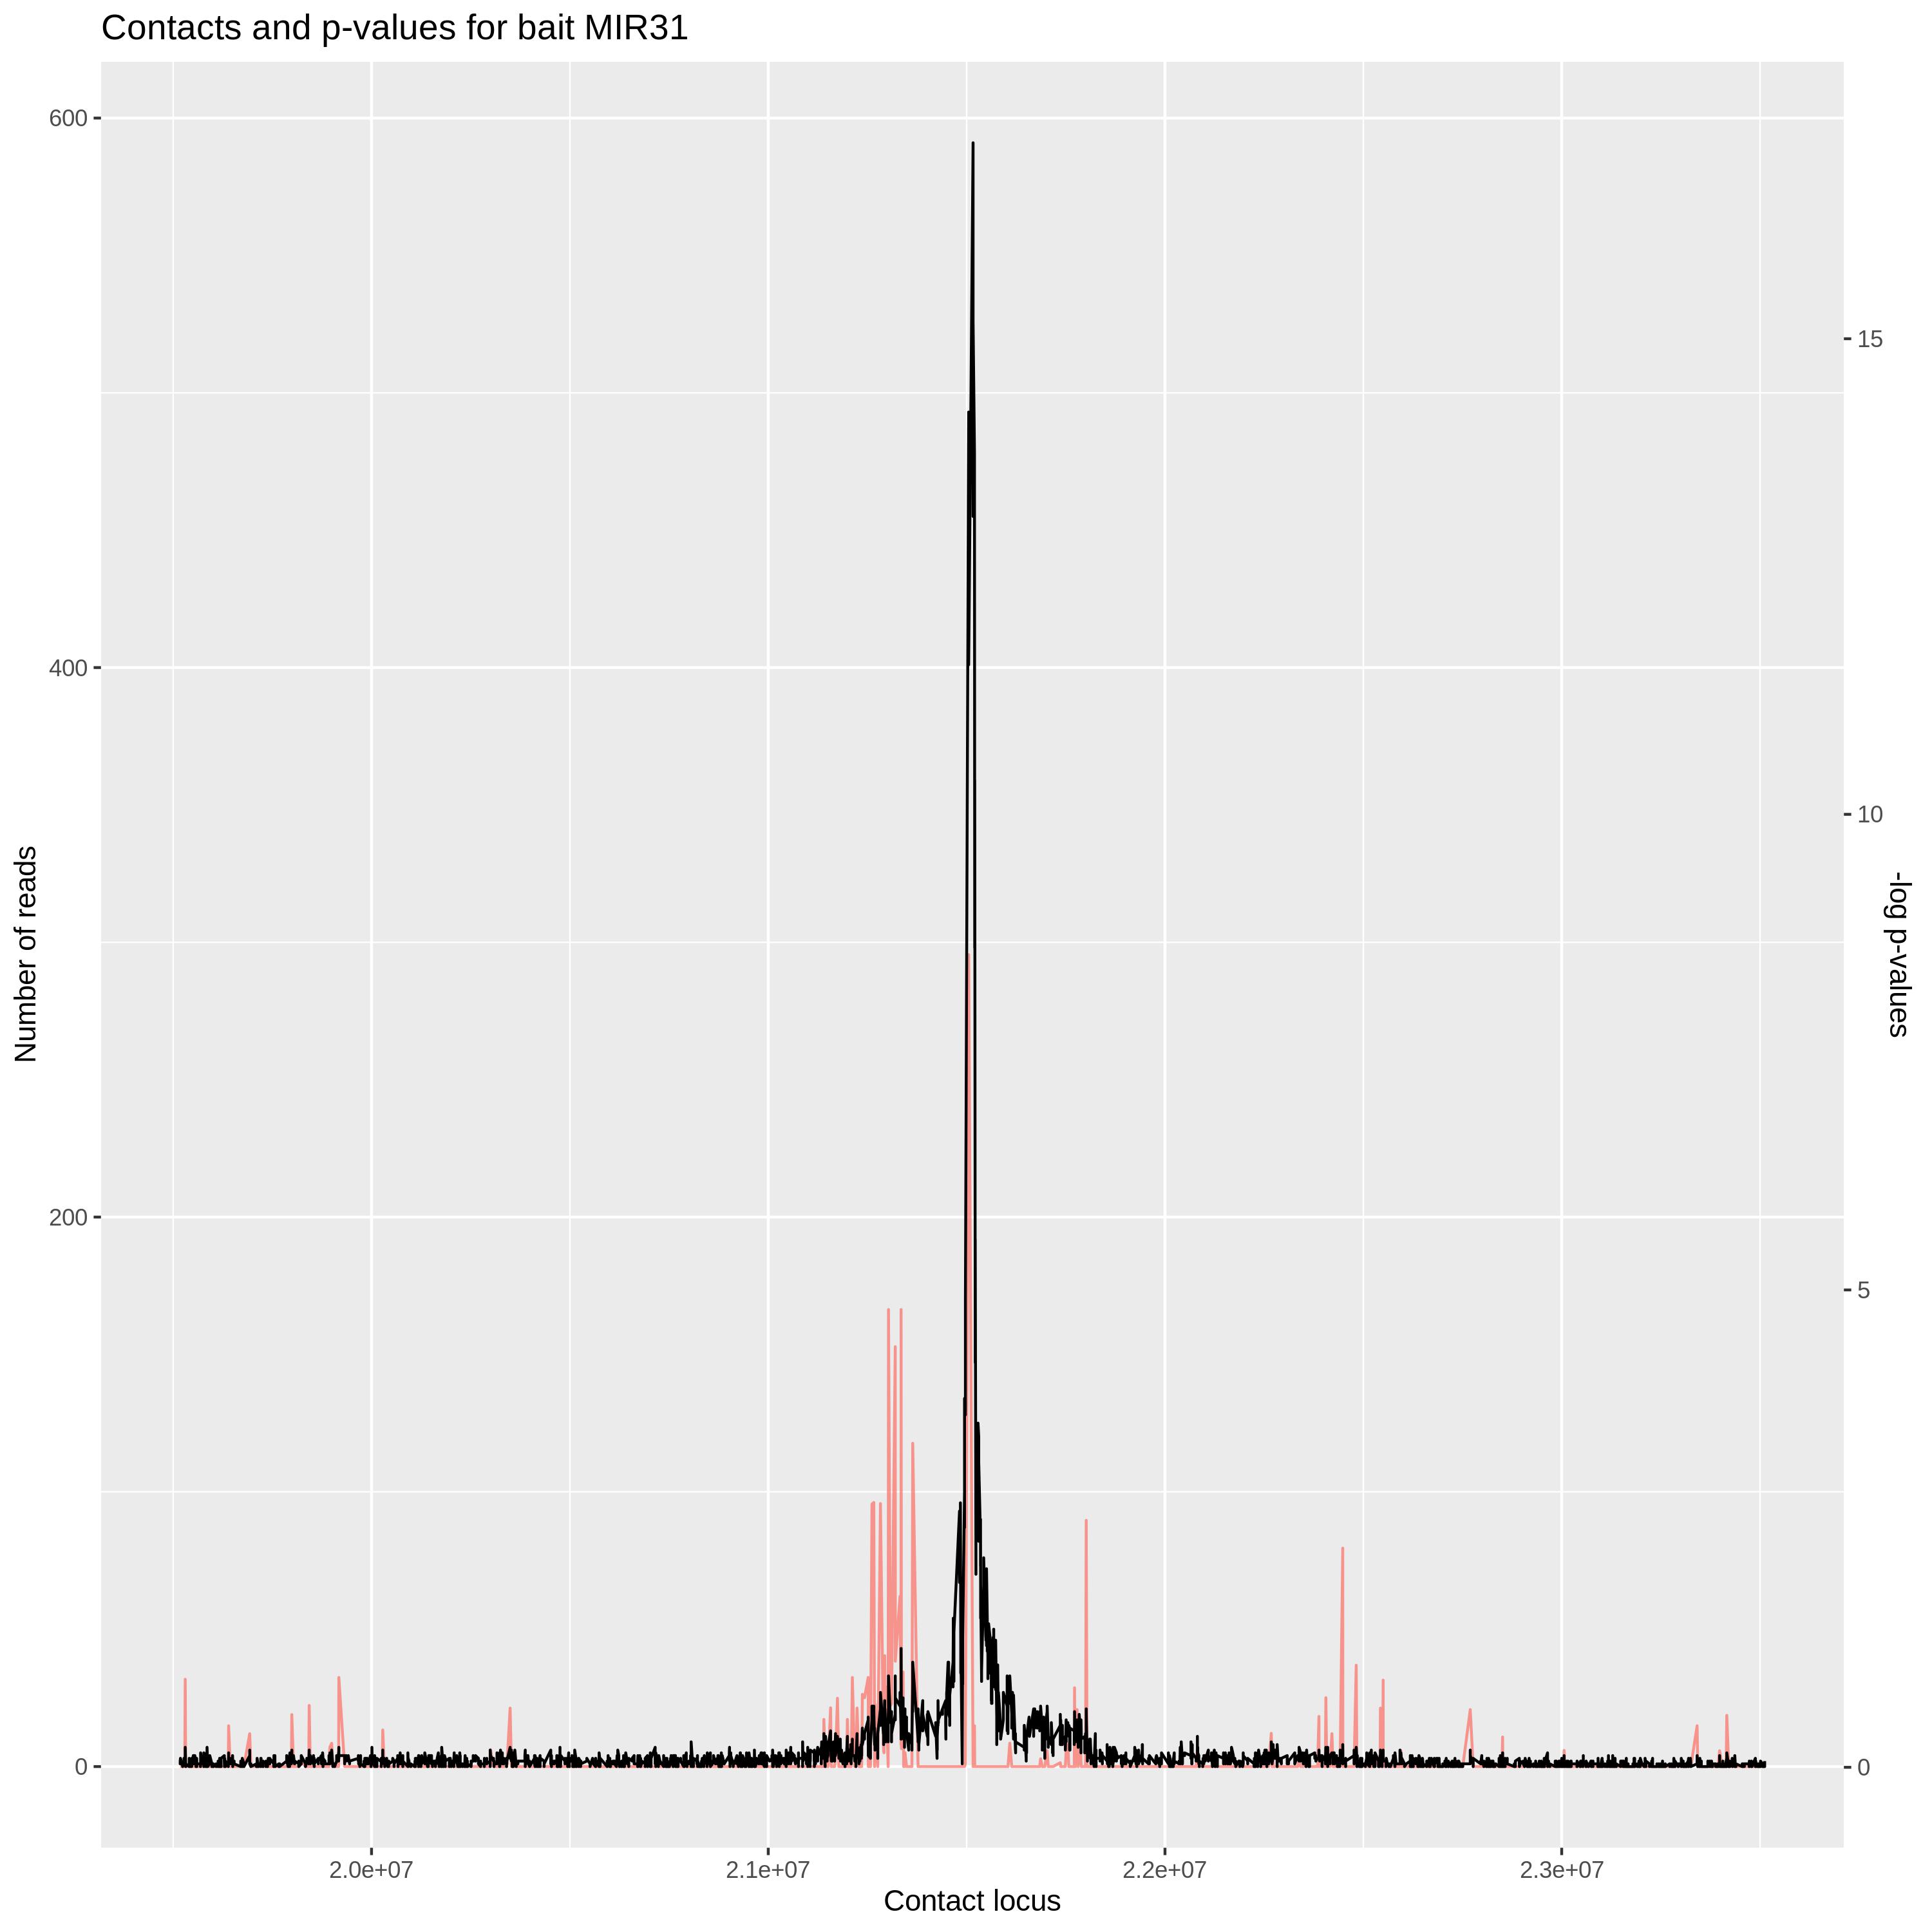 Contacts and p-values for bait MIR31
600
400
200
0
Number of reads
15
10
5
0
-log p-values
2.0e+07 2.1e+07 2.2e+07 2.3e+07
Contact locus